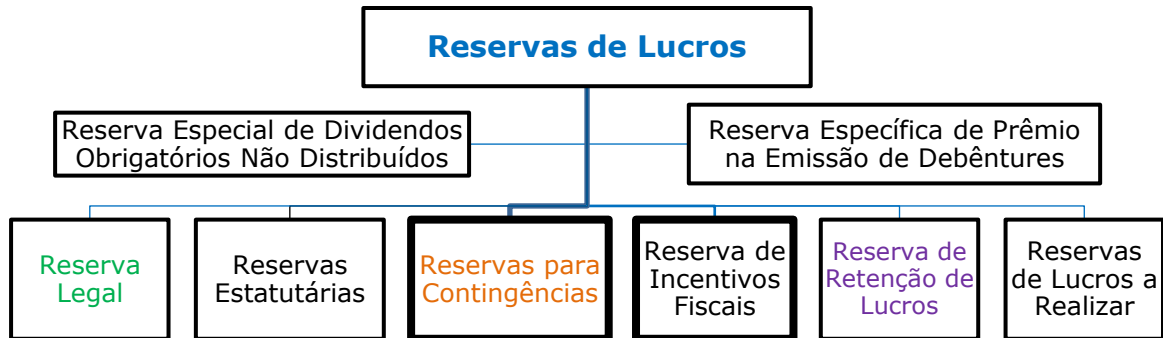 Reservas de Lucros
Reserva Especial de Dividendos
Obrigatórios Não Distribuídos
Reserva Específica de Prêmio
na Emissão de Debêntures
Reserva
Legal
Reservas
Estatutárias
Reservas para
Contingências
Reserva de
Incentivos
Fiscais
Reserva de
Retenção de
Lucros
Reservas
de Lucros a
Realizar